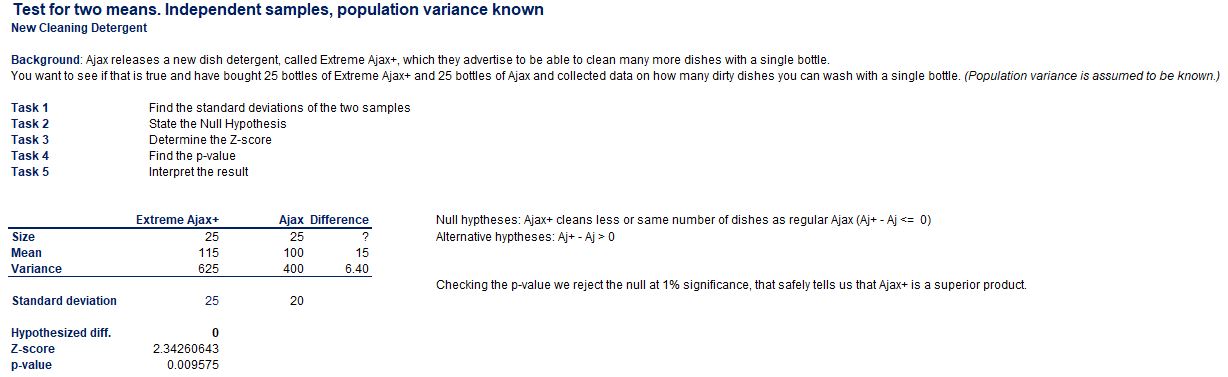 Test for two means. Independent samples, population variance known
New Cleaning Detergent
Background: Ajax releases a new dish detergent, called Extreme Ajax+, which they advertise to be able to clean many more dishes with a single bottle.
You want to see if that is true and have bought 25 bottles of Extreme Ajax+ and 25 bottles of Ajax and collected data on how many dirty dishes you can wash with a single bottle. (Population variance is assumed to be known.)
Task 1 Find the standard deviations of the two samples
Task 2 State the Null Hypothesis
Task 3 Determine the Z-score
Task 4 Find the p-value
Task 5 Interpret the result
Extreme Ajax+ Ajax Difference
Size 25 25 ?
Mean 115 100 15
Variance 625 400 6.40
Standard deviation 25 20
Hypothesized diff. 0
Z-score 2.34260643
p-value 0.009575
Null hyptheses: Ajax+ cleans less or same number of dishes as regular Ajax (Aj+ - Aj <= 0)
Alternative hyptheses: Aj+ - Aj > 0
Checking the p-value we reject the null at 1% significance, that safely tells us that Ajax+ is a superior product.